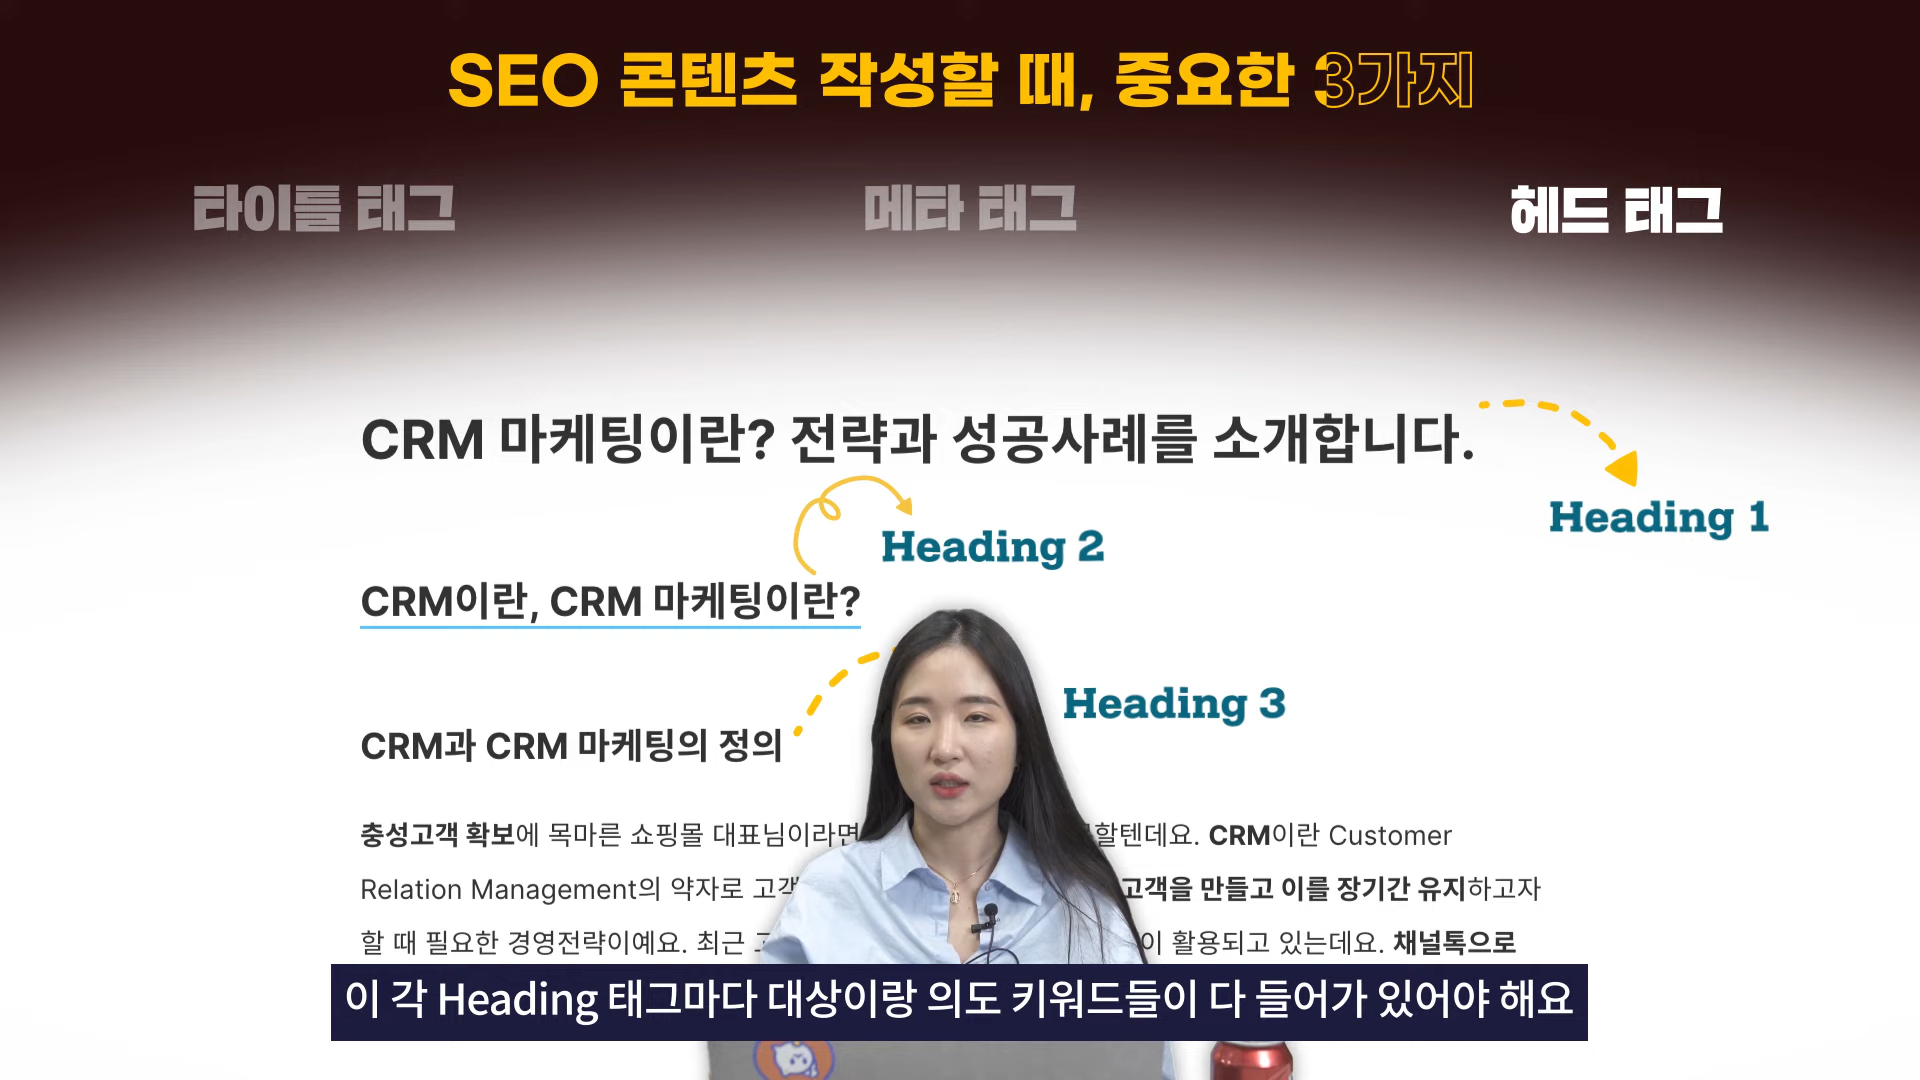 SEO 콘텐츠 작성할 때, 중요한 3가지
타이틀 태그
메타 태그
헤드 태그
CRM 마케팅이란? 전략과 성공사례를 소개합니다.
Heading 1
Heading 2
CRM이란, CRM 마케팅이란?
Heading 3
CRM과 CRM 마케팅의 정의
충성고객 확보에 목마른 쇼핑몰 대표님이라면 할텐데요. CRM이란 Customer
Relation Management의 약자로 고객 고객을 만들고 이를 장기간 유지하고자
할 때 필요한 경영전략이예요. 최근 이 활용되고 있는데요. 채널톡으로
이 각 Heading 태그마다 대상이랑 의도 키워드들이 다 들어가 있어야 해요